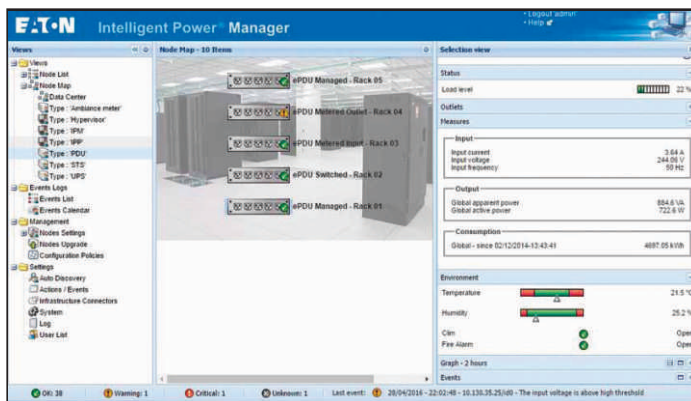 EATON Intelligent Power® Manager
Logout admin
Help
Views
Node Map - 10 Items
Selection view
Views
Node List
Node Map
Data Center
Type : 'Ambiance meter'
Type : 'Hypervisor'
Type : 'IPM'
Type : 'IPP'
Type : 'PDU'
Type : 'STS'
Type : 'UPS'
Events Logs
Events List
Events Calendar
Management
Nodes Settings
Nodes Upgrade
Configuration Policies
Settings
Auto Discovery
Actions / Events
Infrastructure Connectors
System
Log
User List
ePDU Managed - Rack 05
ePDU Metered Outlet - Rack 04
ePDU Metered Input - Rack 03
ePDU Switched - Rack 02
ePDU Managed - Rack 01
Status
Load level 22 %
Outlets
Measures
Input
Input current 3.64 A
Input voltage 244.06 V
Input frequency 50 Hz
Output
Global apparent power 884.6 VA
Global active power 722.6 W
Consumption
Global - since 02/12/2014-13:43:41 4697.05 kWh
Environment
Temperature 21.5 °C
Humidity 25.2 %
Clim Open
Fire Alarm Open
Graph - 2 hours
Events
OK: 38 Warning: 1 Critical: 1 Unknown: 1 Last event: 28/04/2016 - 22:02:48 - 10.130.35.25/id0 - The input voltage is above high threshold